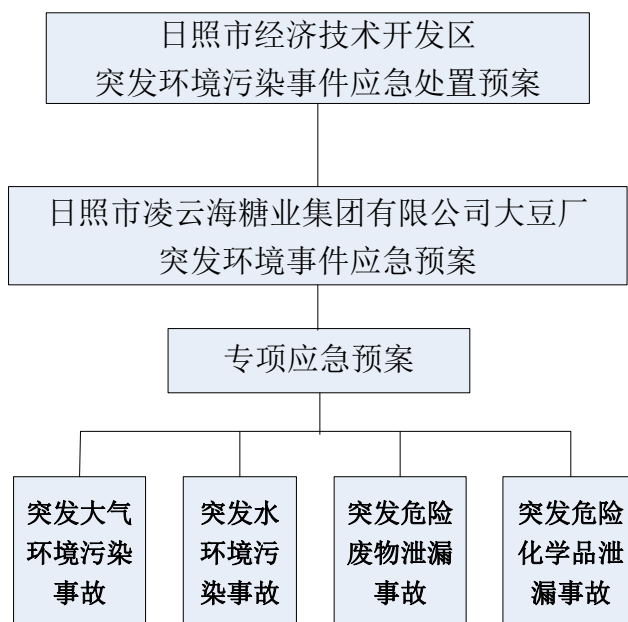 日照市经济技术开发区
突发环境污染事件应急处置预案
日照市凌云海糖业集团有限公司大豆厂
突发环境事件应急预案
专项应急预案
突发大气
环境污染
事故
突发水
环境污
染事故
突发危险
废物泄漏
事故
突发危险
化学品泄
漏事故